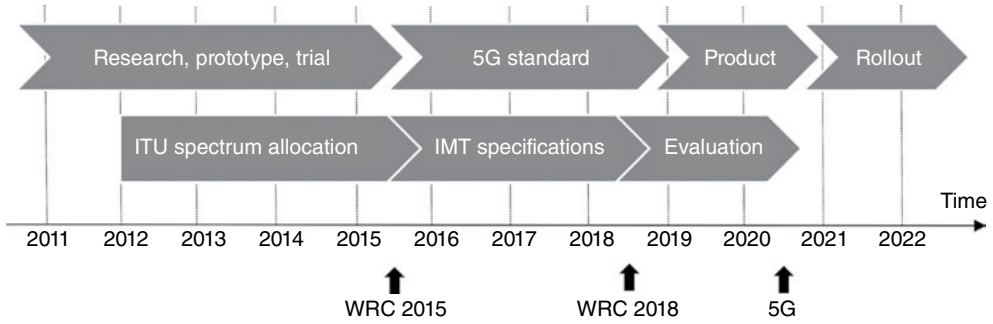 Research, prototype, trial
5G standard
Product
Rollout
ITU spectrum allocation
IMT specifications
Evaluation
Time
2011 2012 2013 2014 2015 2016 2017 2018 2019 2020 2021 2022
WRC 2015
WRC 2018
5G